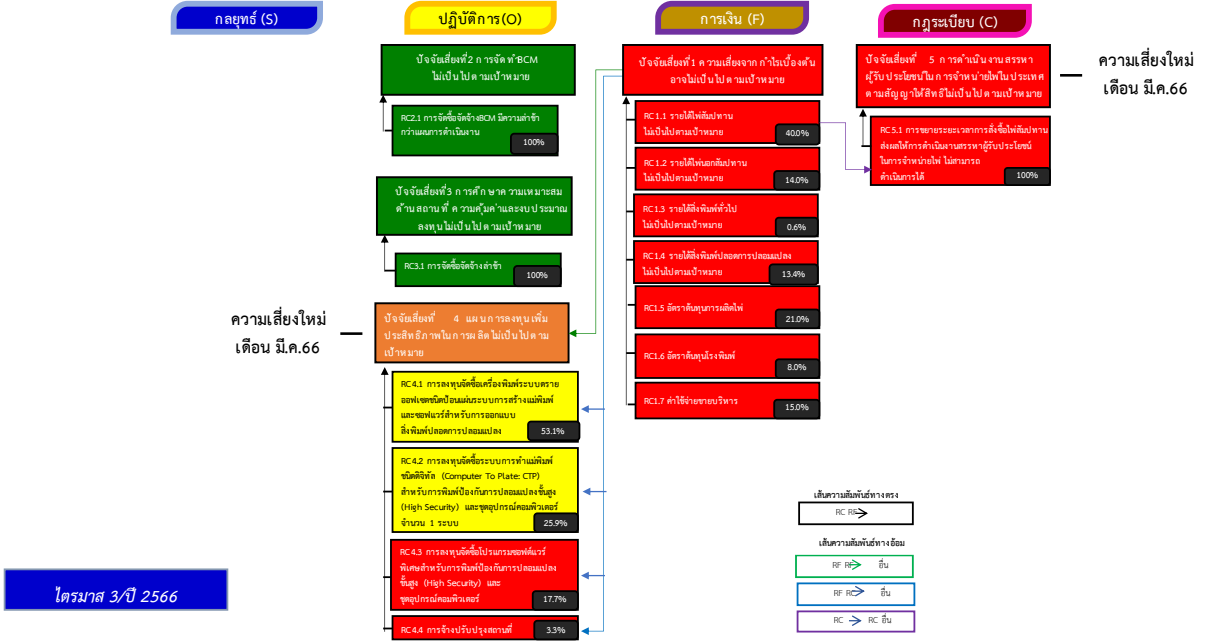 กลยุทธ์ (S)
ปฏิบัติการ(O)
การเงิน (F)
กฎระเบียบ (C)
ปัจจัยเสี่ยงที่2 การจัดทำBCM
ไม่เป็นไปตามเป้าหมาย
RC2.1 การจัดซื้อจัดจ้างBCM มีความล่าช้า
กว่าแผนการดำเนินงาน
100%
ปัจจัยเสี่ยงที่3 การศึกษาความเหมาะสม
ด้านสถานที่ ความคุ้มค่าและงบประมาณ
ลงทุนไม่เป็นไปตามเป้าหมาย
RC3.1 การจัดซื้อจัดจ้างล่าช้า
100%
ความเสี่ยงใหม่
เดือน มี.ค.66
ปัจจัยเสี่ยงที่ 4 แผนการลงทุนเพิ่ม
ประสิทธิภาพในการผลิตไม่เป็นไปตาม
เป้าหมาย
RC4.1 การลงทุนจัดซื้อเครื่องพิมพ์ระบบดราย
ออฟเซตชนิดป้อนแผ่นระบบการสร้างแม่พิมพ์
และซอฟแวร์สำหรับการออกแบบ
สิ่งพิมพ์ปลอดการปลอมแปลง
53.1%
RC4.2 การลงทุนจัดซื้อระบบการทำแม่พิมพ์
ชนิดดิจิทัล (Computer To Plate: CTP)
สำหรับการพิมพ์ป้องกันการปลอมแปลงขั้นสูง
(High Security) และชุดอุปกรณ์คอมพิวเตอร์
จำนวน 1 ระบบ
25.9%
RC4.3 การลงทุนจัดซื้อโปรแกรมซอฟต์แวร์
พิเศษสำหรับการพิมพ์ป้องกันการปลอมแปลง
ขั้นสูง (High Security) และ
ชุดอุปกรณ์คอมพิวเตอร์
17.7%
RC4.4 การจ้างปรับปรุงสถานที่
3.3%
ปัจจัยเสี่ยงที่1 ความเสี่ยงจาก กำไรเบื้องต้น
อาจไม่เป็นไปตามเป้าหมาย
RC1.1 รายได้ไพ่สัมปทาน
ไม่เป็นไปตามเป้าหมาย
40.0%
RC1.2 รายได้ไพ่นอกสัมปทาน
ไม่เป็นไปตามเป้าหมาย
14.0%
RC1.3 รายได้สิ่งพิมพ์ทั่วไป
ไม่เป็นไปตามเป้าหมาย
0.6%
RC1.4 รายได้สิ่งพิมพ์ปลอดการปลอมแปลง
ไม่เป็นไปตามเป้าหมาย
13.4%
RC1.5 อัตราต้นทุนการผลิตไพ่
21.0%
RC1.6 อัตราต้นทุนโรงพิมพ์
8.0%
RC1.7 ค่าใช้จ่ายขายบริหาร
15.0%
ปัจจัยเสี่ยงที่ 5 การดำเนินงานสรรหา
ผู้รับประโยชน์ในการจำหน่ายไพ่ในประเทศ
ตามสัญญาให้สิทธิไม่เป็นไปตามเป้าหมาย
RC5.1 การขยายระยะเวลาการสั่งซื้อไพ่สัมปทาน
ส่งผลให้การดำเนินงานสรรหาผู้รับประโยชน์
ในการจำหน่ายไพ่ ไม่สามารถ
ดำเนินการได้
100%
ความเสี่ยงใหม่
เดือน มี.ค.66
เส้นความสัมพันธ์ทางตรง
RC RF
เส้นความสัมพันธ์ทางอ้อม
RF RF อื่น
RF RC อื่น
RC RC อื่น
ไตรมาส 3/ปี 2566